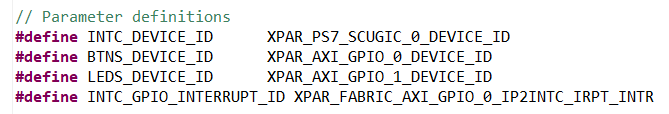 // Parameter definitions
#define INTC_DEVICE_ID XPAR_PS7_SCUGIC_0_DEVICE_ID
#define BTNS_DEVICE_ID XPAR_AXI_GPIO_0_DEVICE_ID
#define LEDS_DEVICE_ID XPAR_AXI_GPIO_1_DEVICE_ID
#define INTC_GPIO_INTERRUPT_ID XPAR_FABRIC_AXI_GPIO_0_IP2INTC_IRPT_INTR